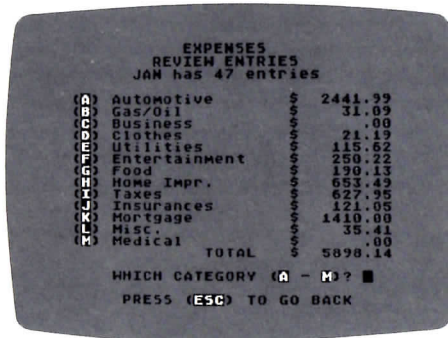 EXPENSES
REVIEW ENTRIES
JAN has 47 entries
(A) Automotive $ 2441.99
(B) Gas/Oil $ 31.09
(C) Business $ .00
(D) Clothes $ 21.19
(E) Utilities $ 115.62
(F) Entertainment $ 250.22
(G) Food $ 190.13
(H) Home Impr. $ 653.49
(I) Taxes $ 627.95
(J) Insurances $ 121.05
(K) Mortgage $ 1410.00
(L) Misc. $ 35.41
(M) Medical $ .00
TOTAL $ 5898.14
WHICH CATEGORY (A - M)?
PRESS (ESC) TO GO BACK